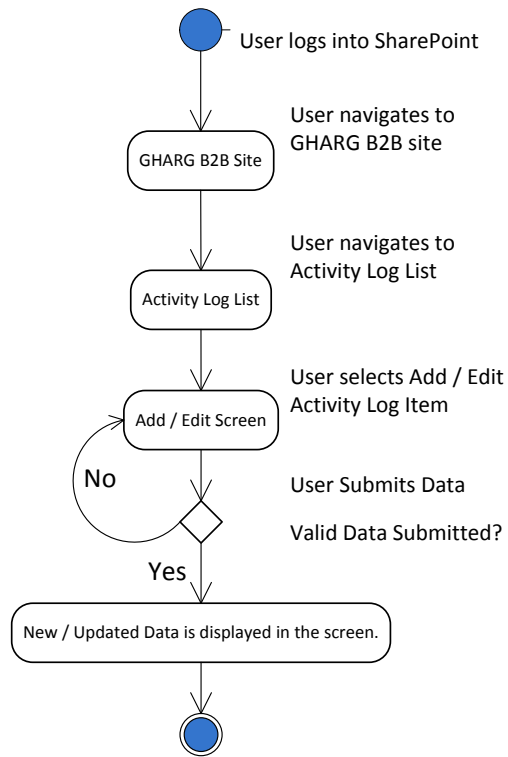 User logs into SharePoint
User navigates to
GHARG B2B site
GHARG B2B Site
User navigates to
Activity Log List
Activity Log List
User selects Add / Edit
Activity Log Item
Add / Edit Screen
No
User Submits Data
Valid Data Submitted?
Yes
New / Updated Data is displayed in the screen.